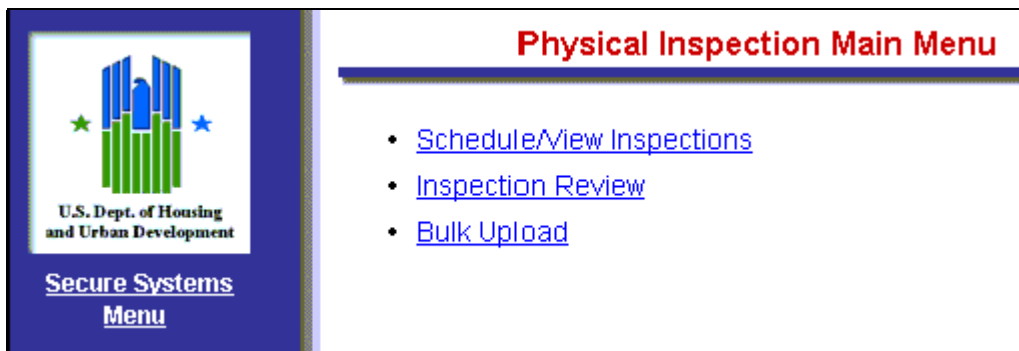 Physical Inspection Main Menu
• Schedule/View Inspections
• Inspection Review
• Bulk Upload
U.S. Dept. of Housing
and Urban Development
Secure Systems
Menu